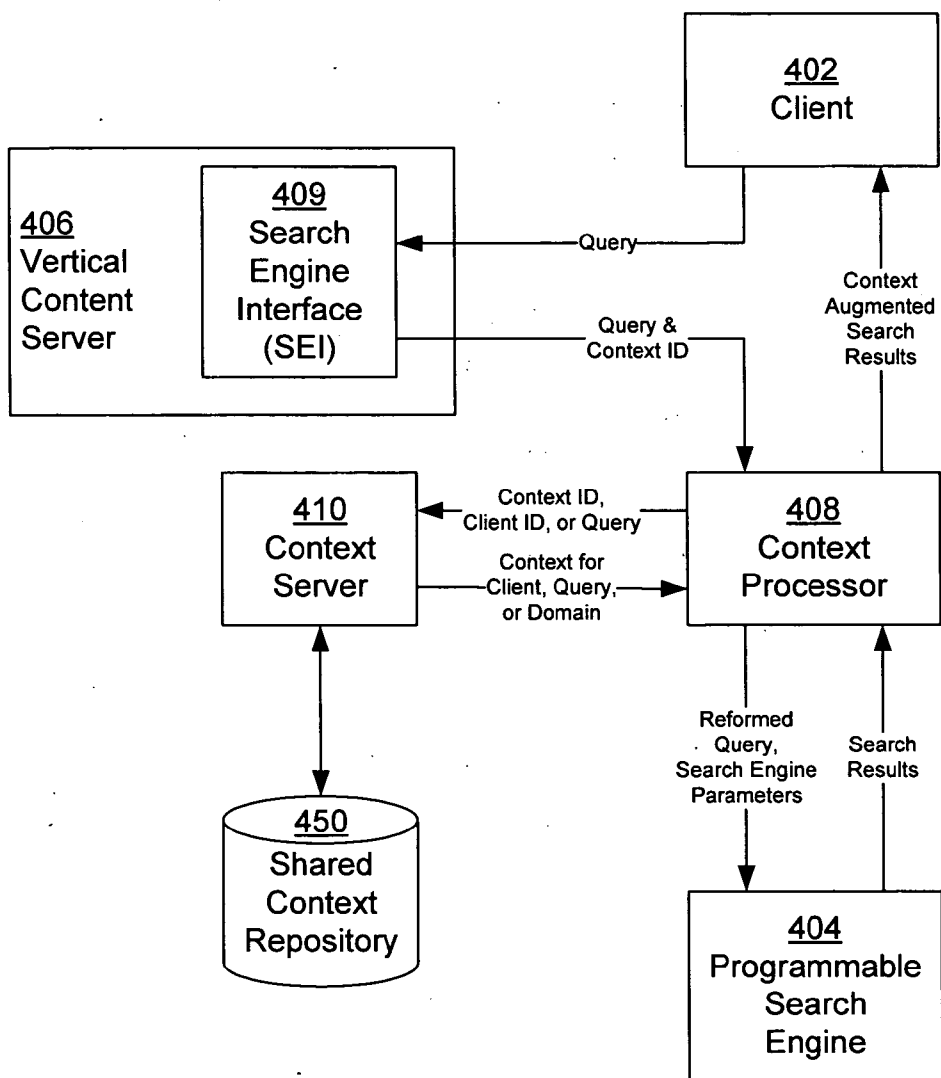 402
Client
406
Vertical
Content
Server
409
Search
Engine
Interface
(SEI)
Query
Query &
Context ID
Context
Augmented
Search
Results
410
Context
Server
Context ID,
Client ID, or Query
Context for
Client, Query,
or Domain
408
Context
Processor
Reformed
Query,
Search Engine
Parameters
Search
Results
450
Shared
Context
Repository
404
Programmable
Search
Engine